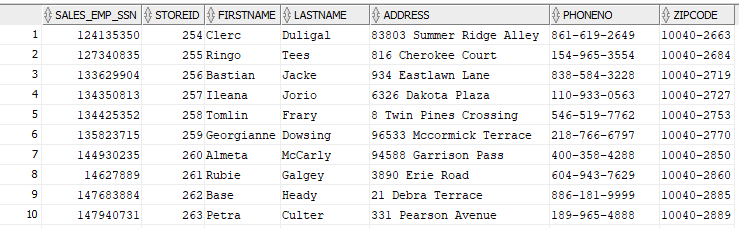 SALES_EMP_SSN STOREID FIRSTNAME LASTNAME ADDRESS PHONENO ZIPCODE
1 124135350 254 Clerc Duligal 83803 Summer Ridge Alley 861-619-2649 10040-2663
2 127340835 255 Ringo Tees 816 Cherokee Court 154-965-3554 10040-2684
3 133629904 256 Bastian Jacke 934 Eastlawn Lane 838-584-3228 10040-2719
4 134350813 257 Ileana Jorio 6326 Dakota Plaza 110-933-0563 10040-2727
5 134425352 258 Tomlin Frary 8 Twin Pines Crossing 546-519-7762 10040-2753
6 135823715 259 Georgianne Dowsing 96533 Mccormick Terrace 218-766-6797 10040-2770
7 144930235 260 Almeta McCarly 94588 Garrison Pass 400-358-4288 10040-2850
8 14627889 261 Rubie Galgey 3890 Erie Road 604-943-7629 10040-2860
9 147683884 262 Base Heady 21 Debra Terrace 886-181-9999 10040-2885
10 147940731 263 Petra Culter 331 Pearson Avenue 189-965-4888 10040-2889